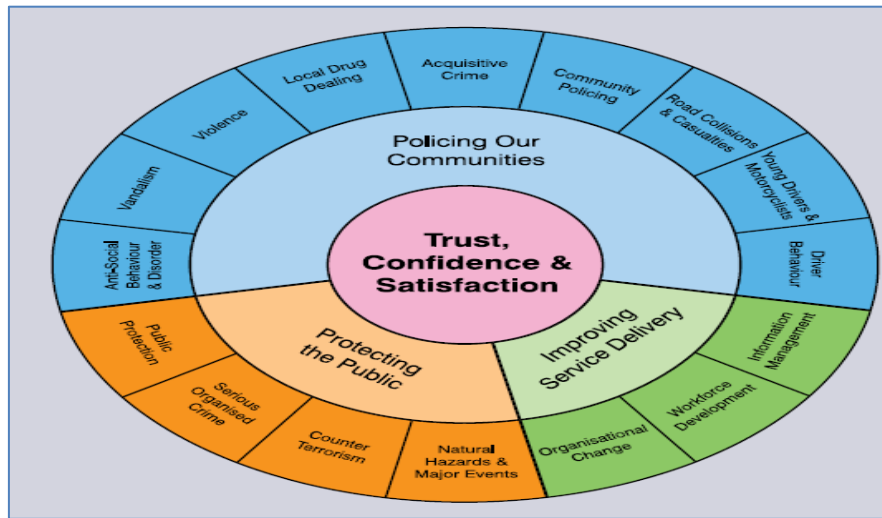 Trust,
Confidence &
Satisfaction
Policing Our
Communities
Anti-Social
Behaviour
& Disorder
Vandalism
Violence
Local Drug
Dealing
Acquisitive
Crime
Community
Policing
Road Collisions
& Casualties
Young Drivers &
Motorcyclists
Driver
Behaviour
Improving
Service Delivery
Information
Management
Workforce
Development
Organisational
Change
Protecting
the Public
Natural
Hazards &
Major Events
Counter
Terrorism
Serious
Organised
Crime
Public
Protection